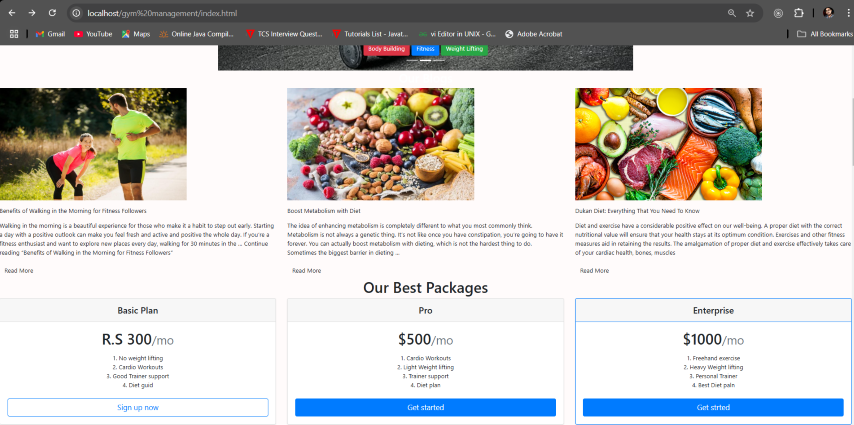 localhost/gym%20management/index.html
Gmail YouTube Maps Online Java Compil... TCS Interview Quest... Tutorials List - Javat... vi Editor in UNIX - G... Adobe Acrobat All Bookmarks
Body Building Fitness Weight Lifting
Benefits of Walking in the Morning for Fitness Followers
Walking in the morning is a beautiful experience for those who make it a habit to step out early. Starting
a day with a positive outlook can make you feel fresh and active and positive the whole day. If you're a
fitness enthusiast and want to explore new places every day, walking for 30 minutes in the ... Continue
reading "Benefits of Walking in the Morning for Fitness Followers"
Read More
Boost Metabolism with Diet
The idea of enhancing metabolism is completely different to what you most commonly think.
Metabolism is not always a genetic thing. It's not like once you have constipation, you're going to have it
forever. You can actually boost metabolism with dieting, which is not the hardest thing to do.
Sometimes the biggest barrier in dieting ...
Read More
Dukan Diet: Everything That You Need To Know
Diet and exercise have a considerable positive effect on our well-being. A proper diet with the correct
nutritional value will ensure that your health stays at its optimum condition. Exercises and other fitness
measures aid in retaining the results. The amalgamation of proper diet and exercise effectively takes care
of your cardiac health, bones, muscles
Read More
Our Best Packages
Basic Plan
R.S 300/mo
1. No weight lifting
2. Cardio Workouts
3. Good Trainer support
4. Diet guid
Sign up now
Pro
$500/mo
1. Cardio Workouts
2. Light Weight lifting
3. Trainer support
4. Diet plan
Get started
Enterprise
$1000/mo
1. Freehand exercise
2. Heavy Weight lifting
3. Personal Trainer
4. Best Diet paln
Get strted